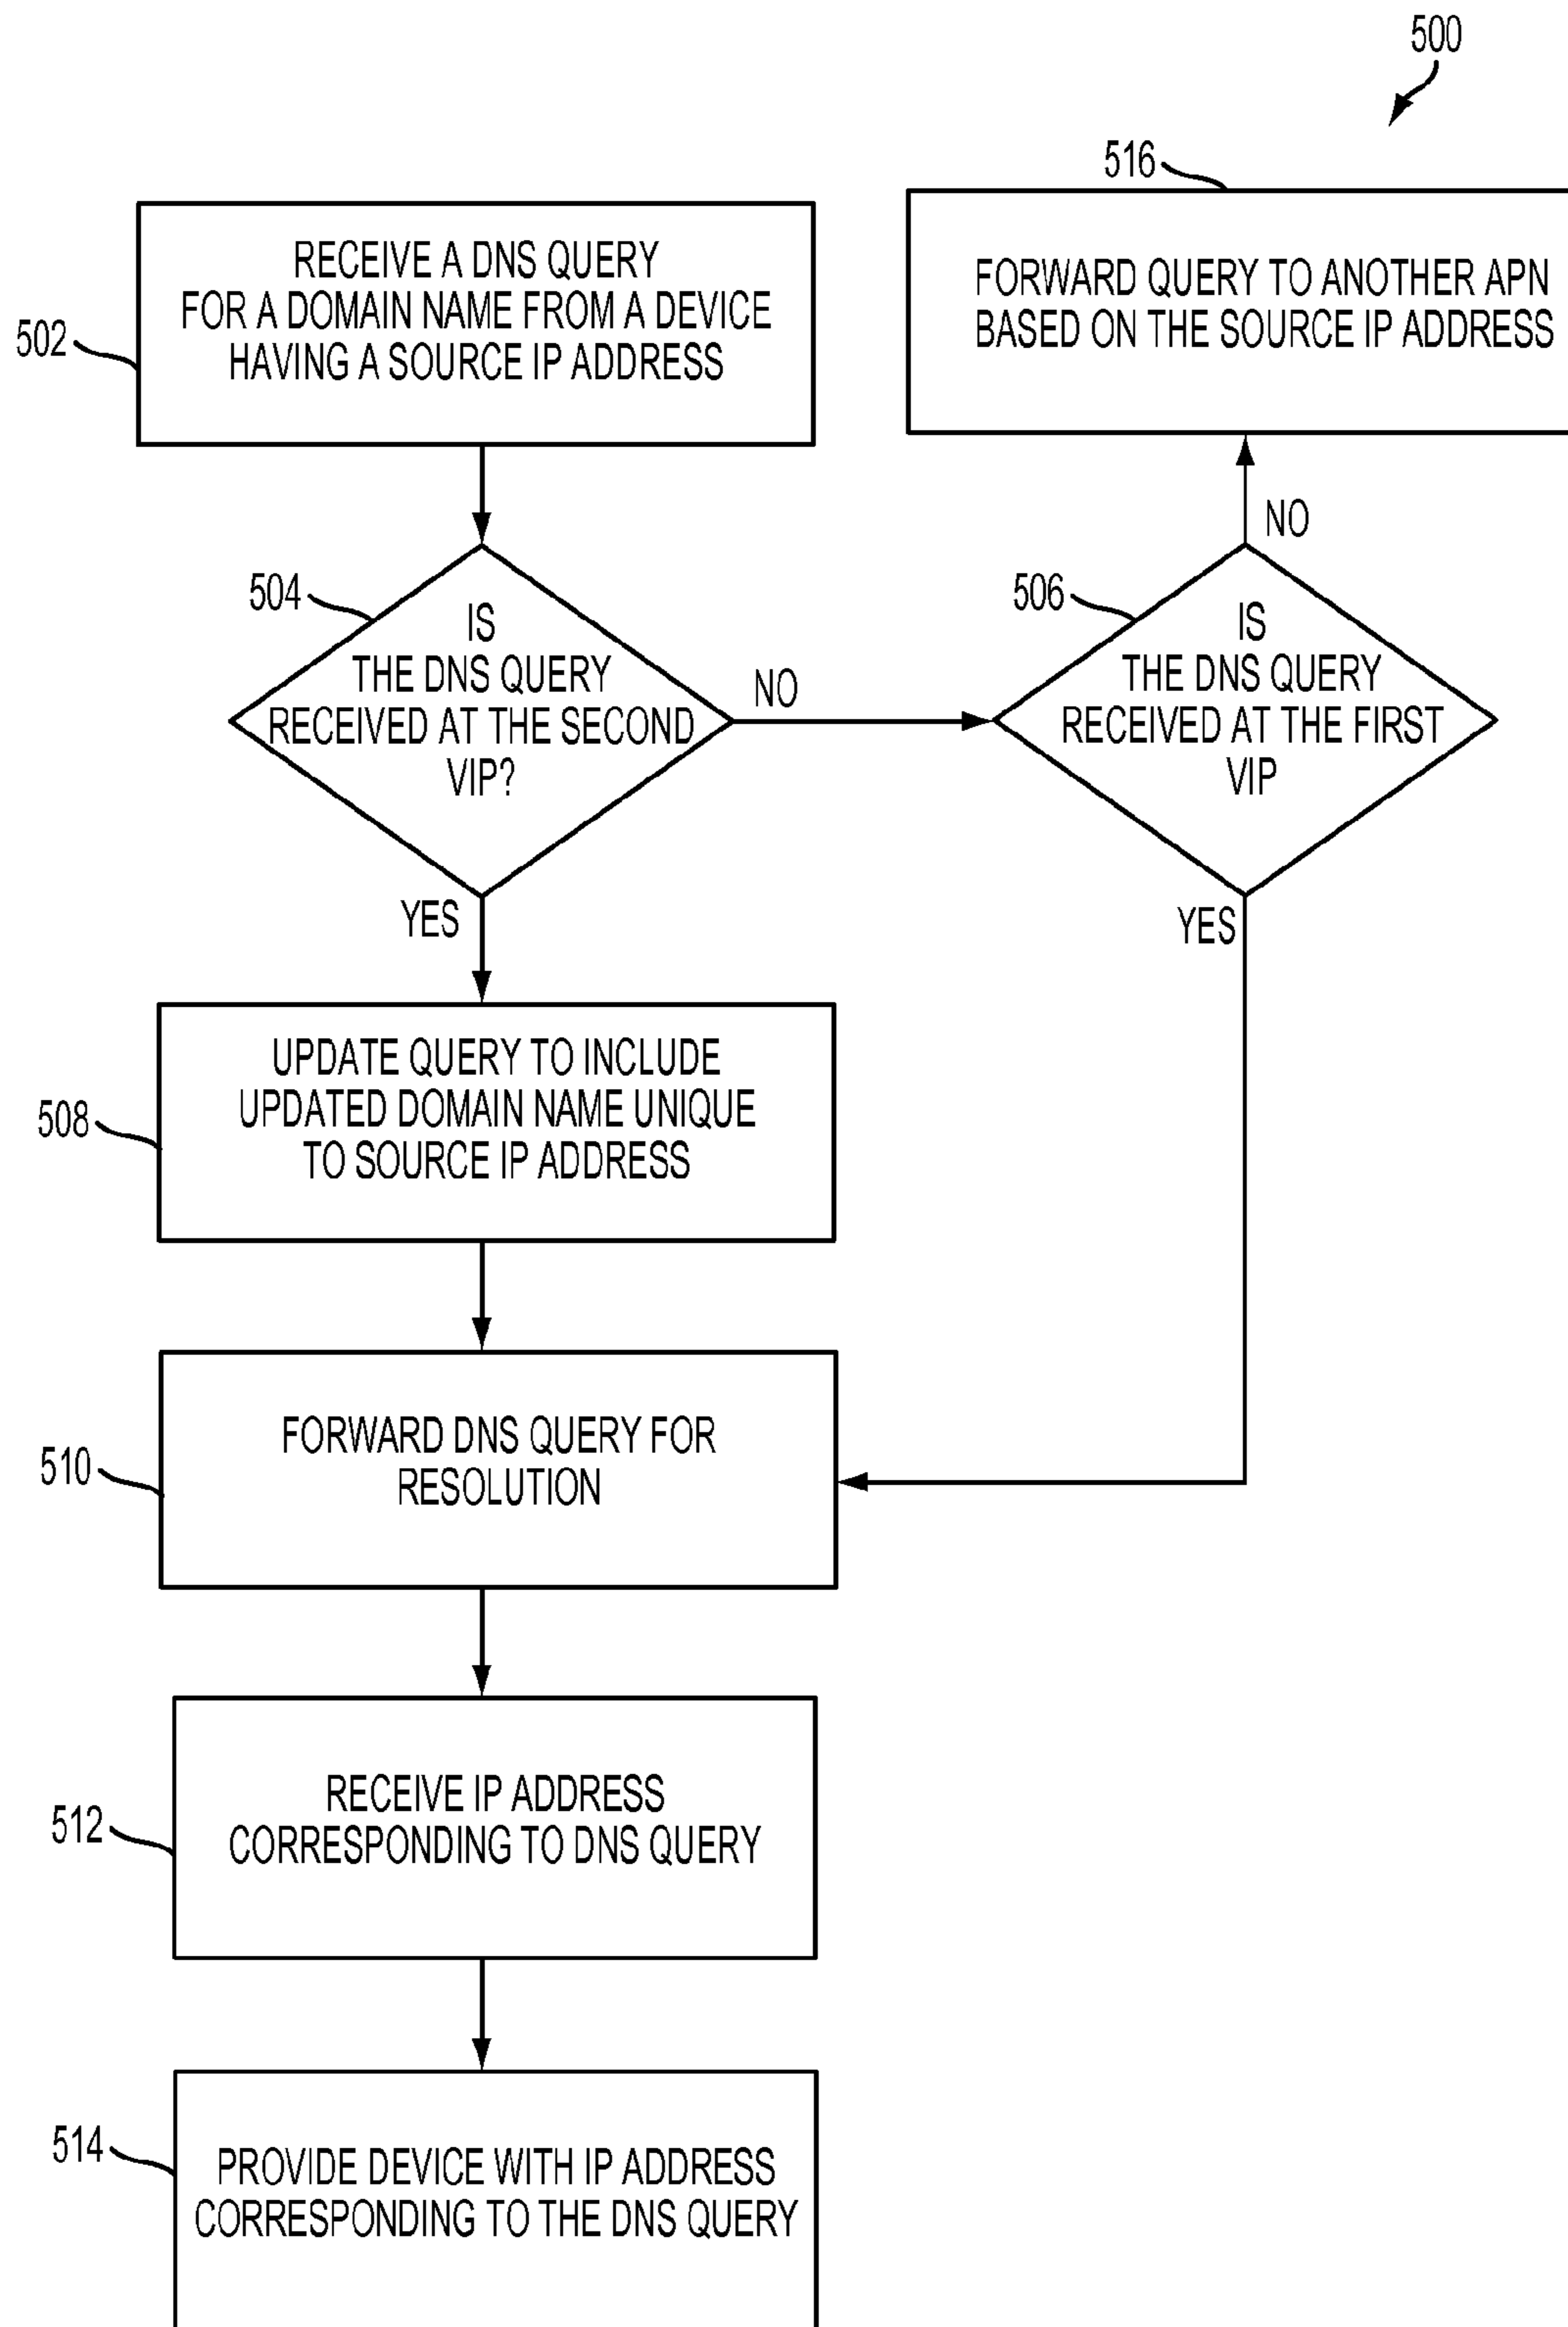 500
516
502
RECEIVE A DNS QUERY
FOR A DOMAIN NAME FROM A DEVICE
HAVING A SOURCE IP ADDRESS
FORWARD QUERY TO ANOTHER APN
BASED ON THE SOURCE IP ADDRESS
NO
504
IS
THE DNS QUERY
RECEIVED AT THE SECOND
VIP?
NO
506
IS
THE DNS QUERY
RECEIVED AT THE FIRST
VIP
YES
YES
508
UPDATE QUERY TO INCLUDE
UPDATED DOMAIN NAME UNIQUE
TO SOURCE IP ADDRESS
510
FORWARD DNS QUERY FOR
RESOLUTION
512
RECEIVE IP ADDRESS
CORRESPONDING TO DNS QUERY
514
PROVIDE DEVICE WITH IP ADDRESS
CORRESPONDING TO THE DNS QUERY